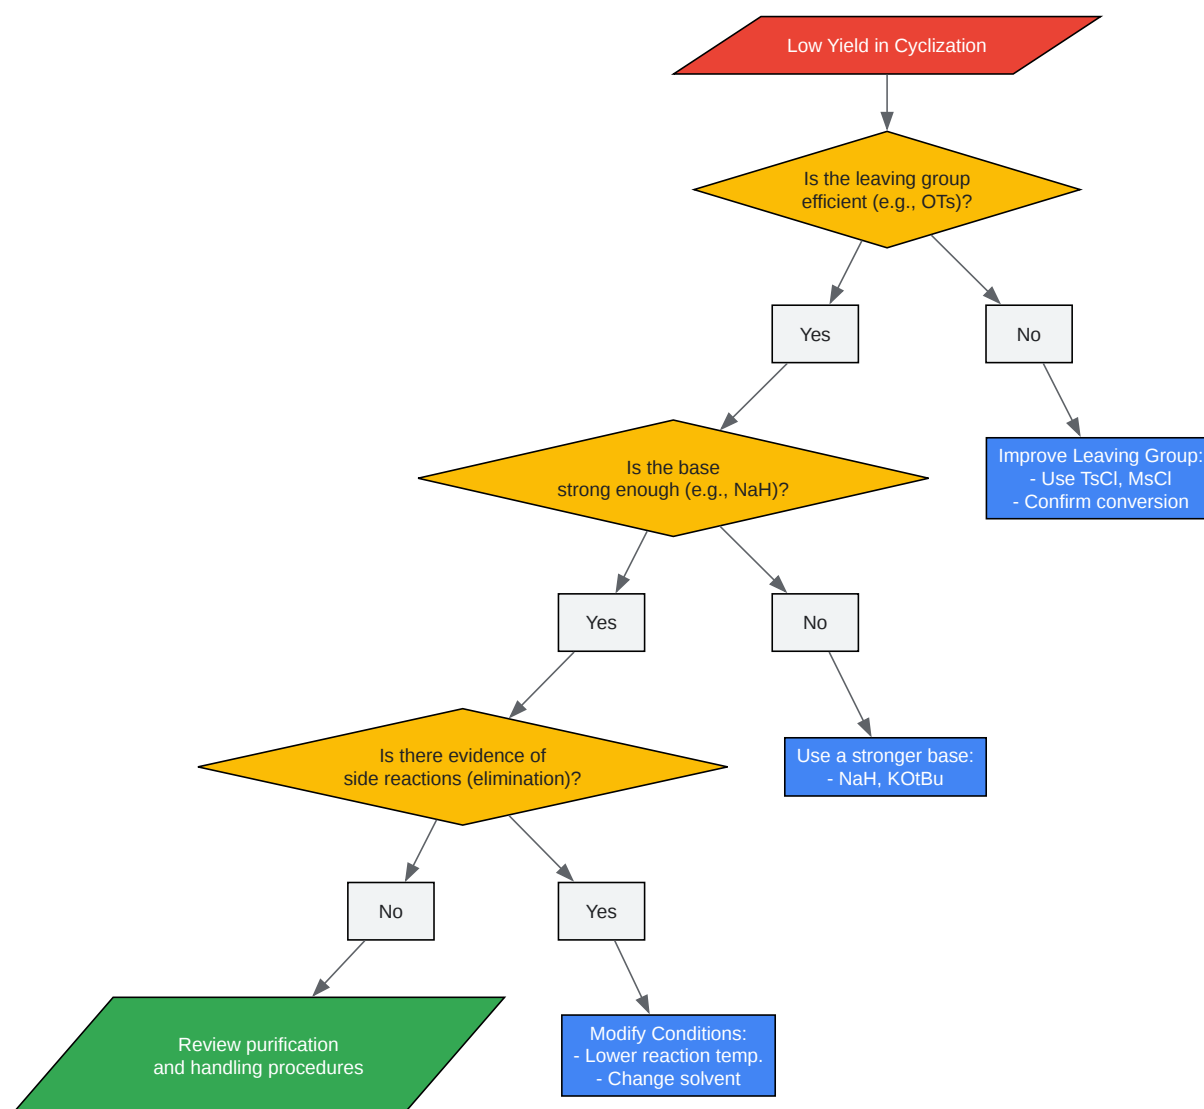 Low Yield in Cyclization
Is the leaving group
efficient (e.g., OTs)?
Yes
No
Improve Leaving Group:
- Use TsCl, MsCl
- Confirm conversion
Is the base
strong enough (e.g., NaH)?
Yes
No
Use a stronger base:
- NaH, KOtBu
Is there evidence of
side reactions (elimination)?
No
Yes
Review purification
and handling procedures
Modify Conditions:
- Lower reaction temp.
- Change solvent